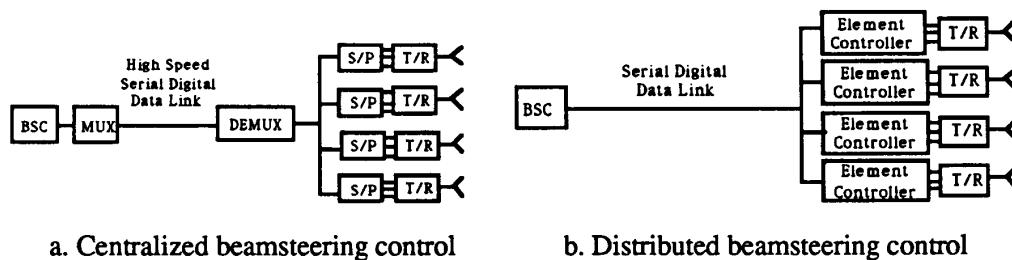 High Speed
Serial Digital
Data Link
BSC
MUX
DEMUX
S/P
T/R
S/P
T/R
S/P
T/R
S/P
T/R
a. Centralized beamsteering control
Serial Digital
Data Link
BSC
Element
Controller
T/R
Element
Controller
T/R
Element
Controller
T/R
Element
Controller
T/R
b. Distributed beamsteering control